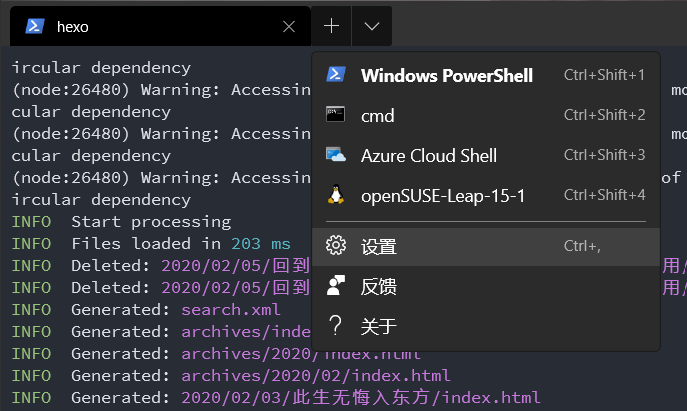 hexo
ircular dependency
(node:26480) Warning: Accessin
mo
cular dependency
(node:26480) Warning: Accessin
mo
cular dependency
(node:26480) Warning: Accessin
of
ircular dependency
INFO Start processing
INFO Files loaded in 203 ms
INFO Deleted: 2020/02/05/回到
用/
INFO Deleted: 2020/02/05/回到
用/
INFO Generated: search.xml
INFO Generated: archives/inde
INFO Generated: archives/2020/index.html
INFO Generated: archives/2020/02/index.html
INFO Generated: 2020/02/03/此生无悔入东方/index.html
Windows PowerShell Ctrl+Shift+1
cmd Ctrl+Shift+2
Azure Cloud Shell Ctrl+Shift+3
openSUSE-Leap-15-1 Ctrl+Shift+4
设置 Ctrl+,
反馈
关于